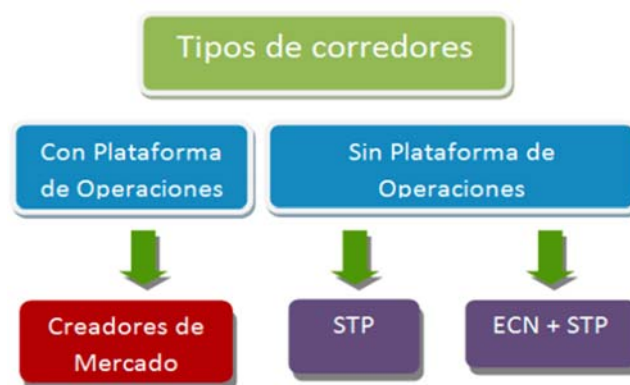 Tipos de corredores
Con Plataforma
de Operaciones
Sin Plataforma de
Operaciones
Creadores de
Mercado
STP
ECN + STP